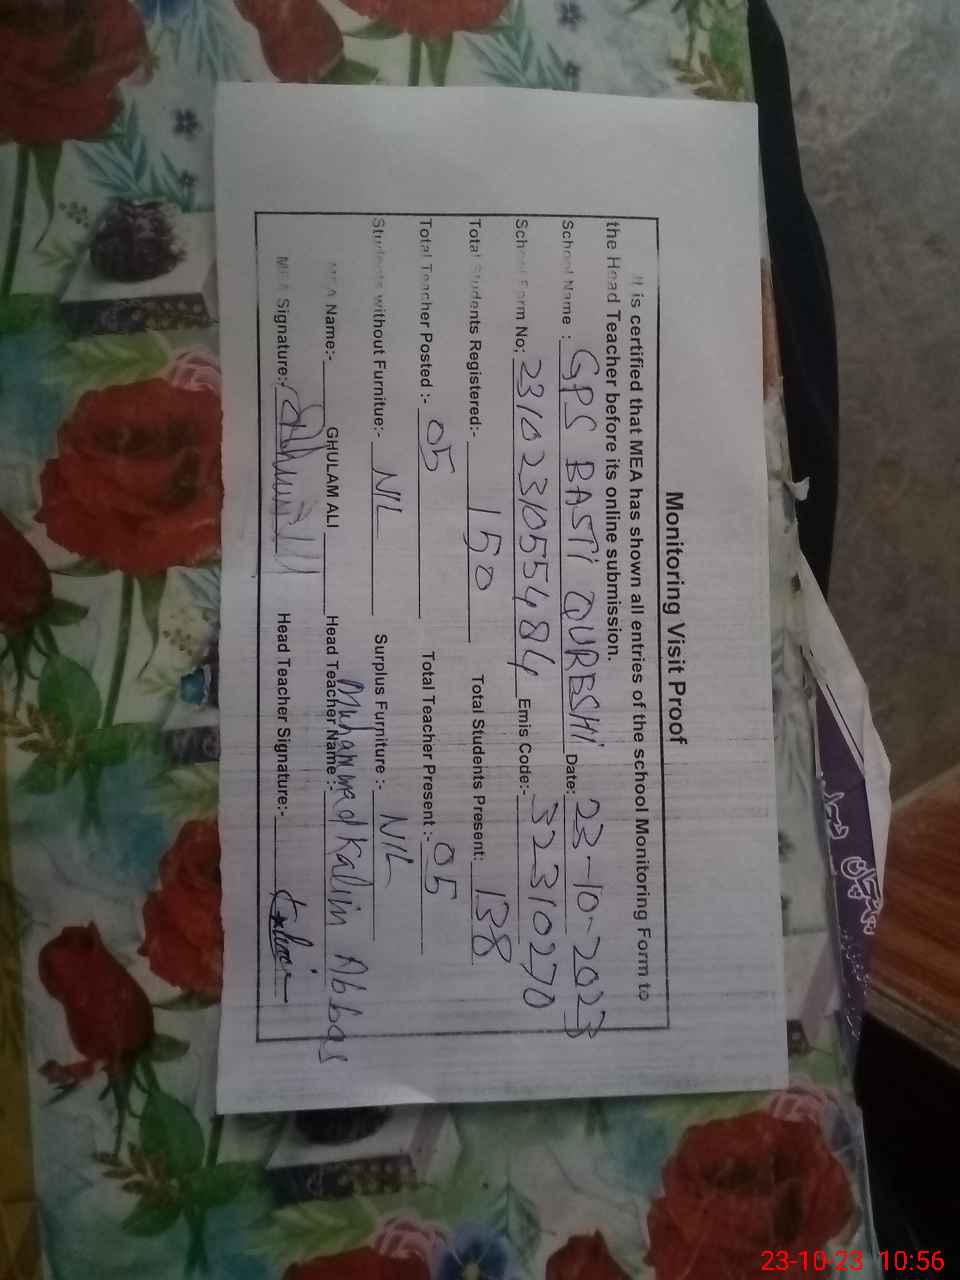 Monitoring Visit Proof
It is certified that MEA has shown all entries of the school Monitoring Form to
the Head Teacher before its online submission.
School Name : GPS BASTI QURESHI Date: 23-10-2023
School Form No: 2310231055484 Emis Code:- 32310270
Total Students Registered:- 150 Total Students Present: 138
Total Teacher Posted :- 05 Total Teacher Present :- 05
Students without Furniture:- NIL Surplus Furniture :- NIL
MEA Name:- GHULAM ALI Head Teacher Name :- Muhammad Kalim Abbas
MEA Signature:- Head Teacher Signature:-
23-10-23 10:56